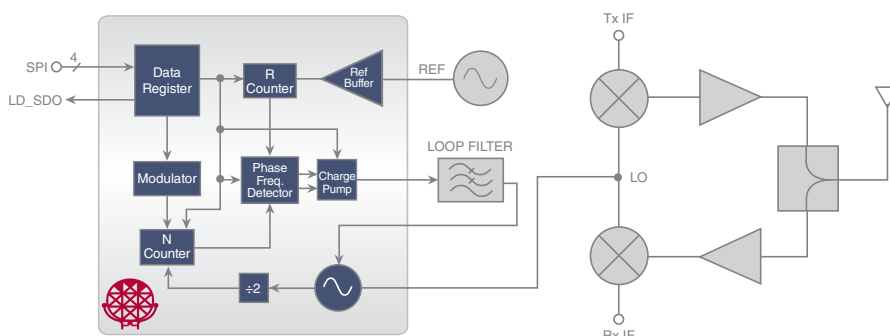 Tx IF
SPI
4
LD_SDO
Data
Register
R
Counter
Ref
Buffer
REF
LOOP FILTER
Modulator
Phase
Freq.
Detector
Charge
Pump
LO
N
Counter
÷2
Rx IF